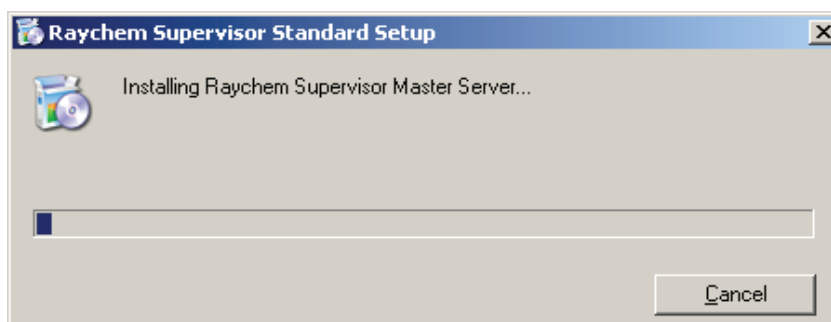 Raychem Supervisor Standard Setup
Installing Raychem Supervisor Master Server...
Cancel